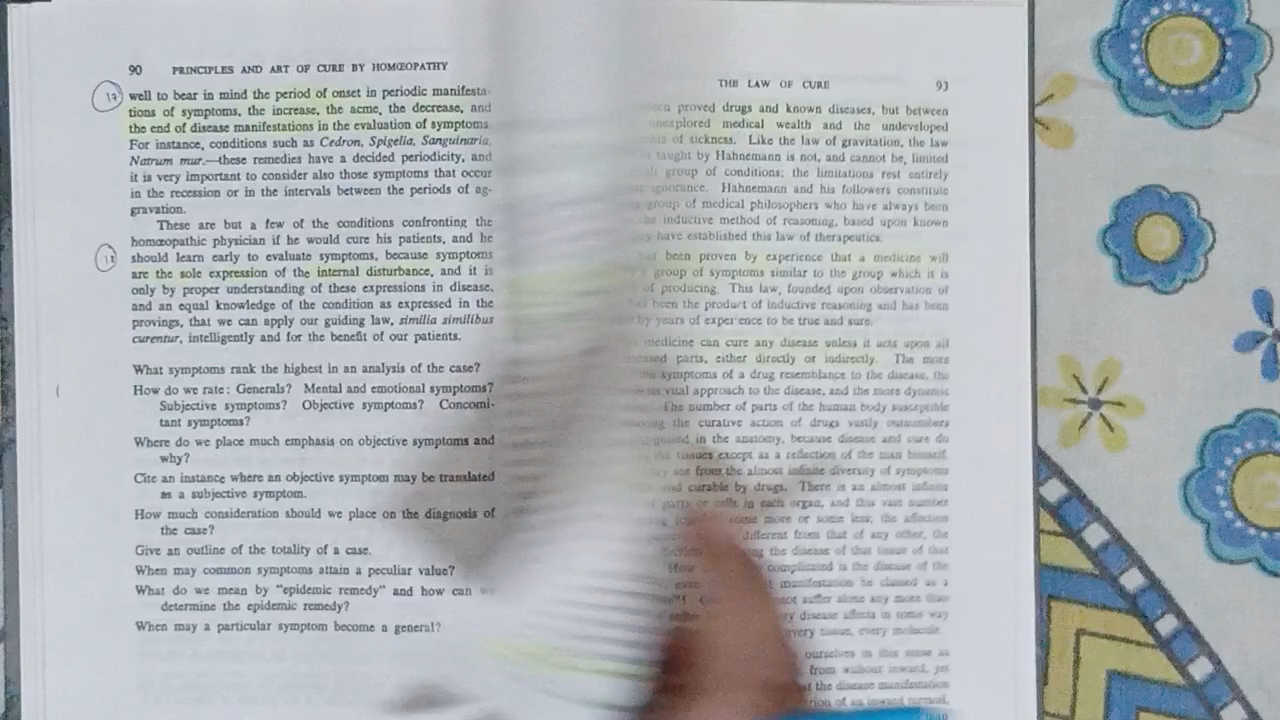 90 PRINCIPLES AND ART OF CURE BY HOMŒOPATHY
17 well to bear in mind the period of onset in periodic manifesta-
tions of symptoms, the increase, the acme, the decrease, and
the end of disease manifestations in the evaluation of symptoms.
For instance, conditions such as Cedron, Spigelia, Sanguinaria,
Natrum mur.—these remedies have a decided periodicity, and
it is very important to consider also those symptoms that occur
in the recession or in the intervals between the periods of ag-
gravation.
These are but a few of the conditions confronting the
homœopathic physician if he would cure his patients, and he
should learn early to evaluate symptoms, because symptoms
are the sole expression of the internal disturbance, and it is
only by proper understanding of these expressions in disease,
and an equal knowledge of the condition as expressed in the
provings, that we can apply our guiding law, similia similibus
curentur, intelligently and for the benefit of our patients.
What symptoms rank the highest in an analysis of the case?
How do we rate: Generals? Mental and emotional symptoms?
Subjective symptoms? Objective symptoms? Concomi-
tant symptoms?
Where do we place much emphasis on objective symptoms and
why?
Cite an instance where an objective symptom may be translated
as a subjective symptom.
How much consideration should we place on the diagnosis of
the case?
Give an outline of the totality of a case.
When may common symptoms attain a peculiar value?
What do we mean by "epidemic remedy" and how can we
determine the epidemic remedy?
When may a particular symptom become a general?
THE LAW OF CURE 93
proved drugs and known diseases, but between
unexplored medical wealth and the undeveloped
of sickness. Like the law of gravitation, the law
taught by Hahnemann is not, and cannot be, limited
group of conditions; the limitations rest entirely
ignorance. Hahnemann and his followers constitute
group of medical philosophers who have always been
inductive method of reasoning, based upon known
have established this law of therapeutics.
been proven by experience that a medicine will
group of symptoms similar to the group which it is
of producing. This law, founded upon observation of
been the product of inductive reasoning and has been
by years of experience to be true and sure.
medicine can cure any disease unless it acts upon all
parts, either directly or indirectly. The more
symptoms of a drug resemblance to the disease, the
vital approach to the disease, and the more dynamic
The number of parts of the human body susceptible
the curative action of drugs vastly outnumbers
in the anatomy, because disease and cure do
the tissues except as a reflection of the man himself.
see from the almost infinite diversity of symptoms
and curable by drugs. There is an almost infinite
parts or cells in each organ, and this vast number
some more or some less; the affection
different from that of any other, the
the disease of this tissue of that
How complicated is the disease of the
manifestation be classed as a
not suffer alone any more than
disease affects in some way
every tissue, every molecule.
ourselves in this sense as
from without inward, yet
the disease manifestation
of an inward turmoil.